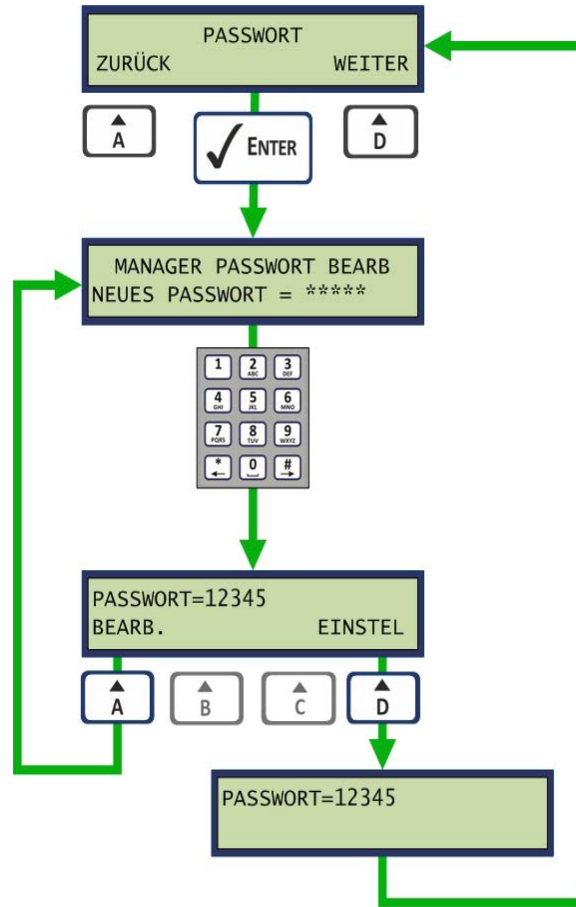 PASSWORT
ZURÜCK WEITER
A ENTER D
MANAGER PASSWORT BEARB
NEUES PASSWORT = *****
1 2 3
ABC DEF
4 5 6
GHI JKL MNO
7 8 9
PQRS TUV WXYZ
* 0 #
PASSWORT=12345
BEARB. EINSTEL
A B C D
PASSWORT=12345